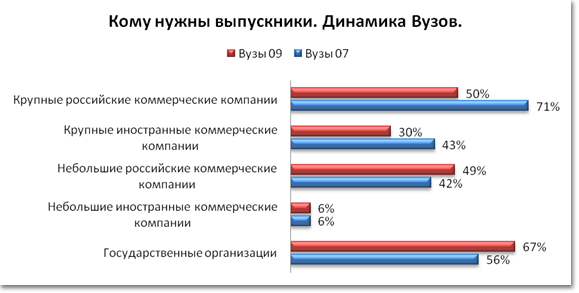 Кому нужны выпускники. Динамика Вузов.
Вузы 09 Вузы 07
Крупные российские коммерческие компании
50%
71%
Крупные иностранные коммерческие
компании
30%
43%
Небольшие российские коммерческие
компании
49%
42%
Небольшие иностранные коммерческие
компании
6%
6%
Государственные организации
67%
56%